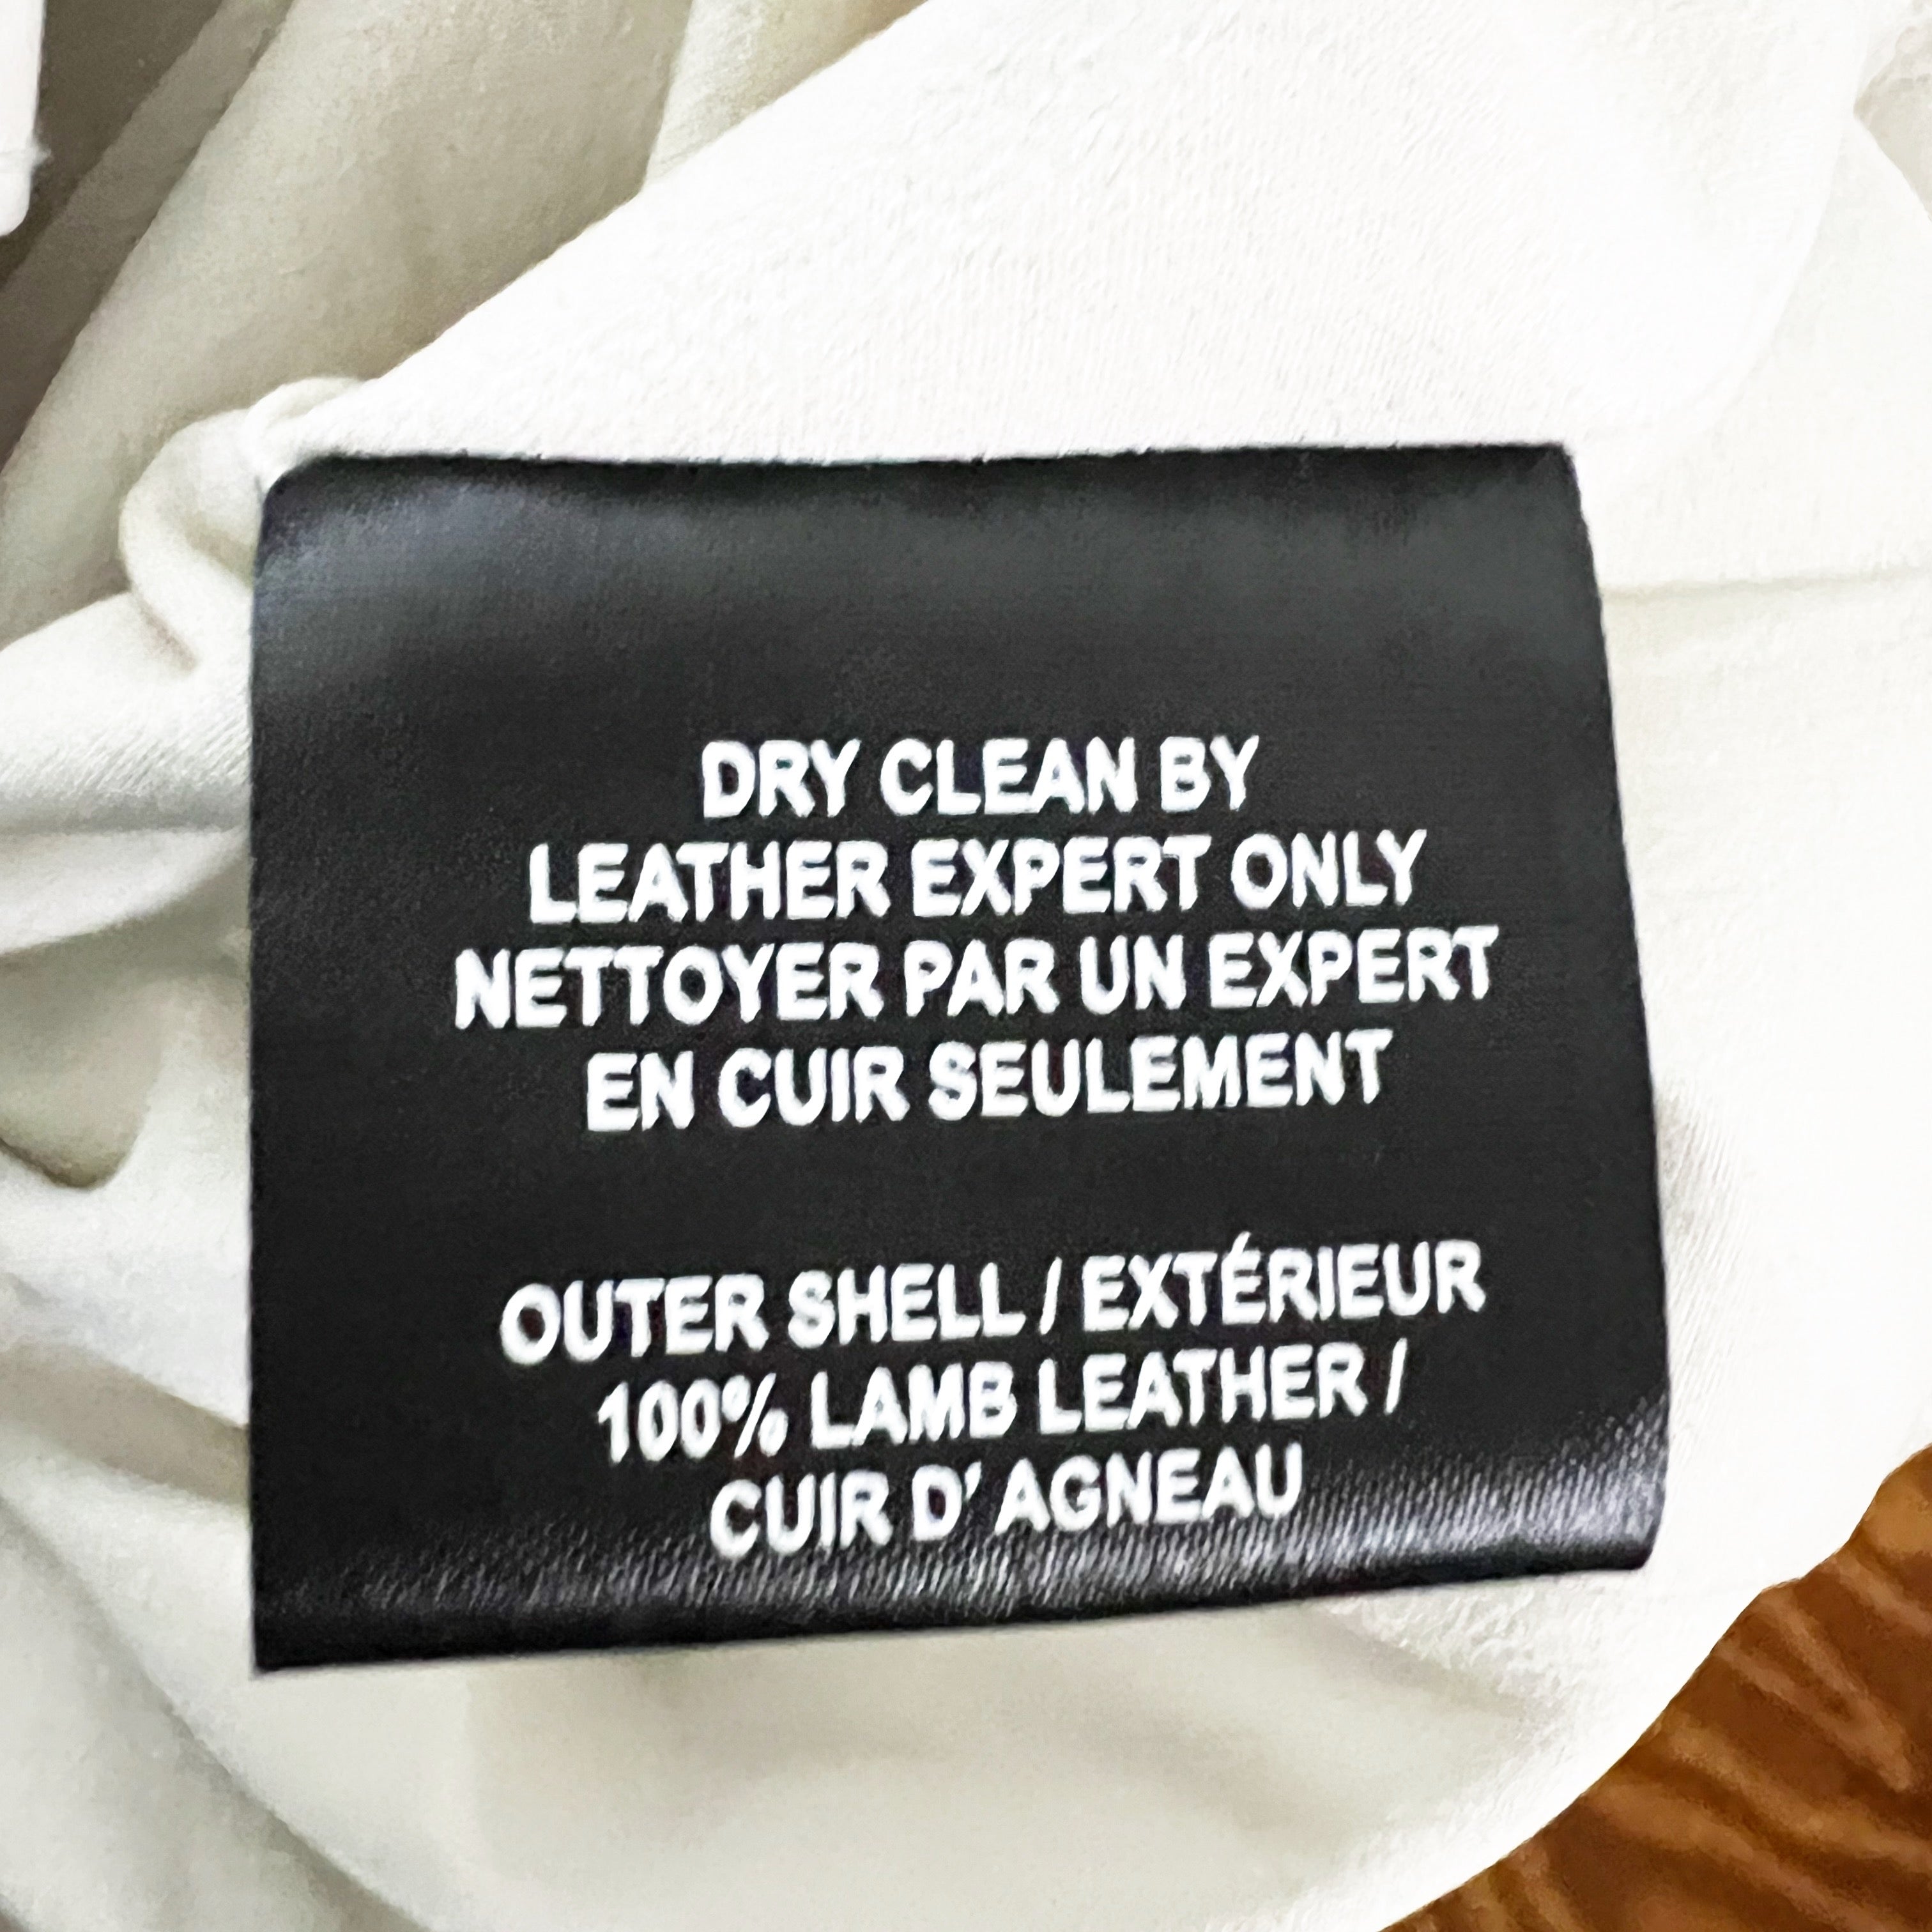 DRY CLEAN BY
LEATHER EXPERT ONLY
NETTOYER PAR UN EXPERT
EN CUIR SEULEMENT
OUTER SHELL / EXTÉRIEUR
100% LAMB LEATHER /
CUIR D' AGNEAU